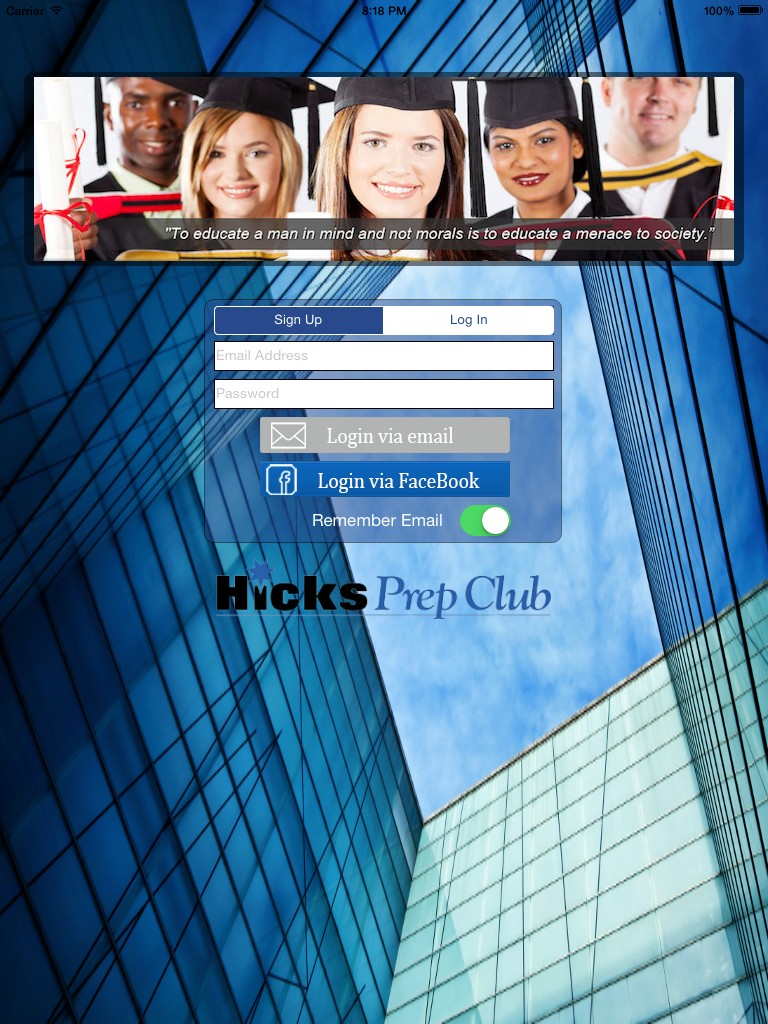 Carrier 8:18 PM 100%
"To educate a man in mind and not morals is to educate a menace to society."
Sign Up Log In
Email Address
Password
Login via email
Login via FaceBook
Remember Email
Hicks Prep Club